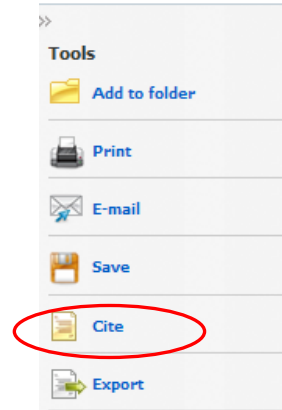 »
Tools
Add to folder
Print
E-mail
Save
Cite
Export